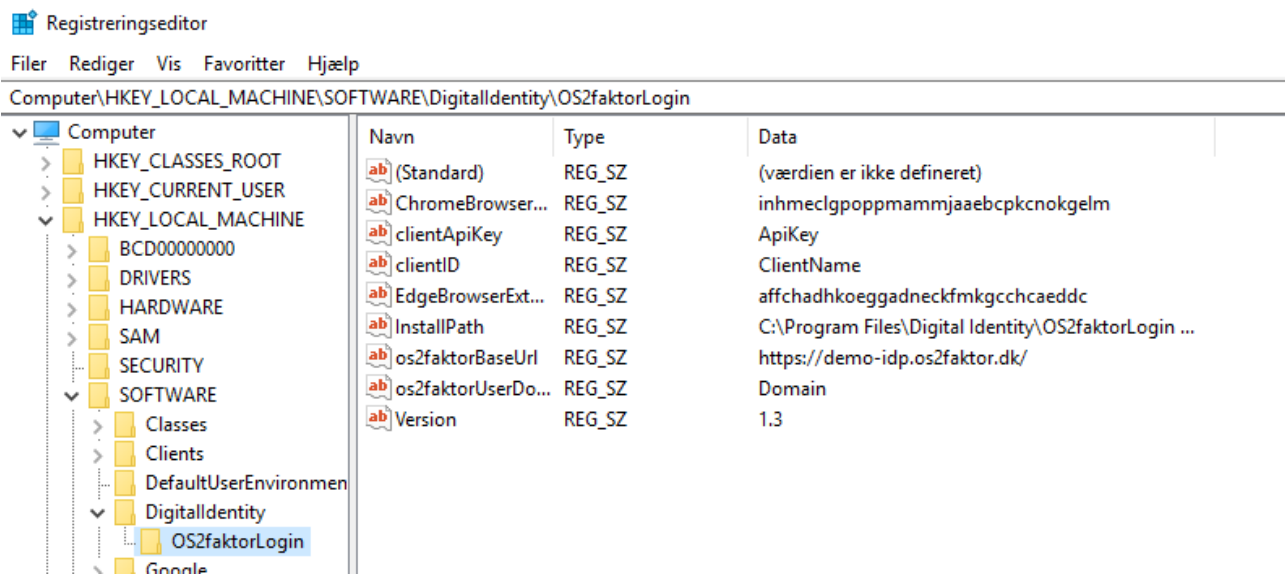 Registreringseditor
Filer Rediger Vis Favoritter Hjælp
Computer\HKEY_LOCAL_MACHINE\SOFTWARE\DigitalIdentity\OS2faktorLogin
Computer
HKEY_CLASSES_ROOT
HKEY_CURRENT_USER
HKEY_LOCAL_MACHINE
BCD00000000
DRIVERS
HARDWARE
SAM
SECURITY
SOFTWARE
Classes
Clients
DefaultUserEnvironmen
DigitalIdentity
OS2faktorLogin
Google
Navn Type Data
(Standard) REG_SZ (værdien er ikke defineret)
ChromeBrowser... REG_SZ inhmeclgpoppmammjaaebcpkcnokgelm
clientApiKey REG_SZ ApiKey
clientID REG_SZ ClientName
EdgeBrowserExt... REG_SZ affchadhkoeggadneckfmkgcchcaeddc
InstallPath REG_SZ C:\Program Files\Digital Identity\OS2faktorLogin ...
os2faktorBaseUrl REG_SZ https://demo-idp.os2faktor.dk/
os2faktorUserDo... REG_SZ Domain
Version REG_SZ 1.3